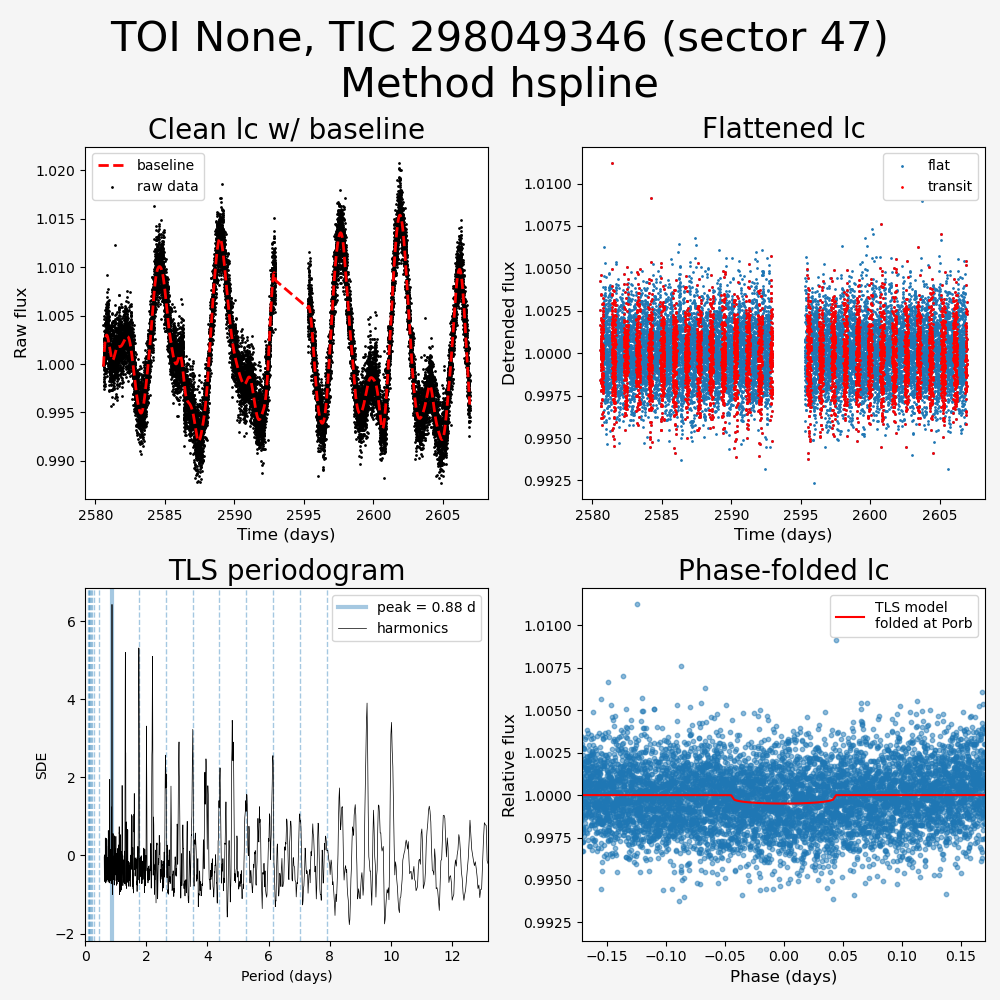 TOI None, TIC 298049346 (sector 47)
Method hspline
Clean lc w/ baseline
Flattened lc
baseline
raw data
flat
transit
1.020
1.015
1.010
1.005
1.000
0.995
0.990
Raw flux
2580
2585
2590
2595
2600
2605
Time (days)
1.0100
1.0075
1.0050
1.0025
1.0000
0.9975
0.9950
0.9925
Detrended flux
2580
2585
2590
2595
2600
2605
Time (days)
TLS periodogram
Phase-folded lc
peak = 0.88 d
harmonics
6
4
2
0
−2
SDE
0
2
4
6
8
10
12
Period (days)
TLS model
folded at Porb
1.0100
1.0075
1.0050
1.0025
1.0000
0.9975
0.9950
0.9925
Relative flux
−0.15
−0.10
−0.05
0.00
0.05
0.10
0.15
Phase (days)